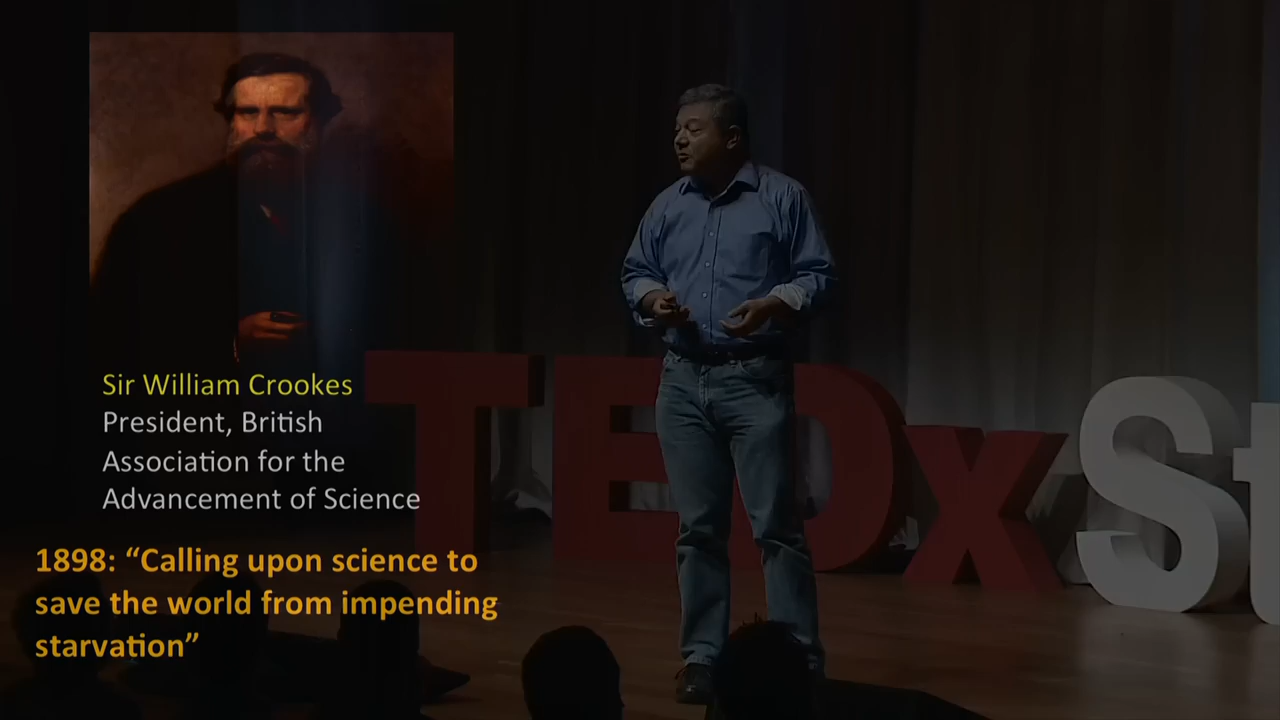 Sir William Crookes
President, British
Association for the
Advancement of Science
1898: “Calling upon science to
save the world from impending
starvation”
TEDxSt